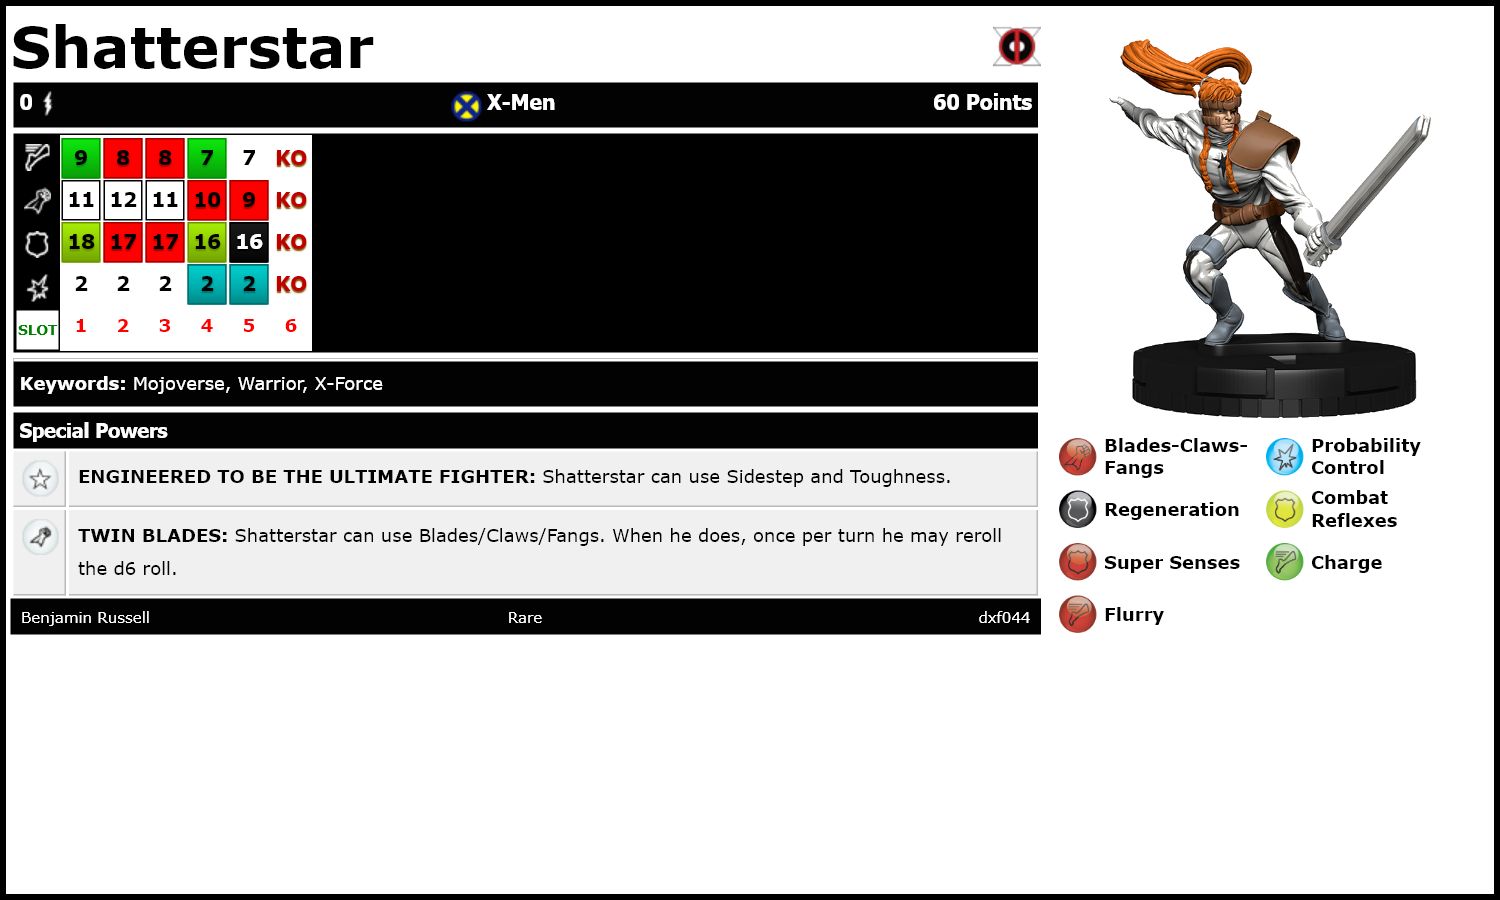 Shatterstar
0 X-Men 60 Points
9 8 8 7 7 KO
11 12 11 10 9 KO
18 17 17 16 16 KO
2 2 2 2 2 KO
SLOT 1 2 3 4 5 6
Keywords: Mojoverse, Warrior, X-Force
Special Powers
ENGINEERED TO BE THE ULTIMATE FIGHTER: Shatterstar can use Sidestep and Toughness.
TWIN BLADES: Shatterstar can use Blades/Claws/Fangs. When he does, once per turn he may reroll
the d6 roll.
Benjamin Russell Rare dxf044
Blades-Claws-
Fangs
Probability
Control
Regeneration
Combat
Reflexes
Super Senses
Charge
Flurry